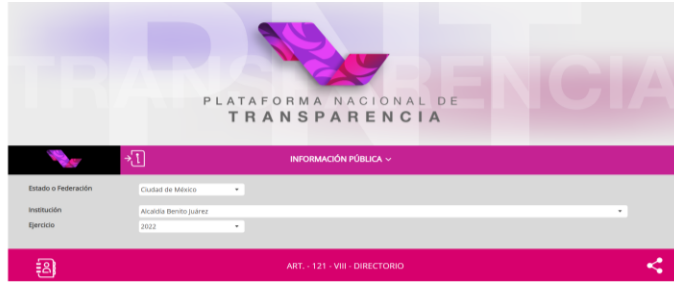 PNT
TRANSPARENCIA
PLATAFORMA NACIONAL DE
TRANSPARENCIA
INFORMACIÓN PÚBLICA
Estado o Federación
Ciudad de México
Institución
Alcaldía Benito Juárez
Ejercicio
2022
ART. - 121 - VIII - DIRECTORIO